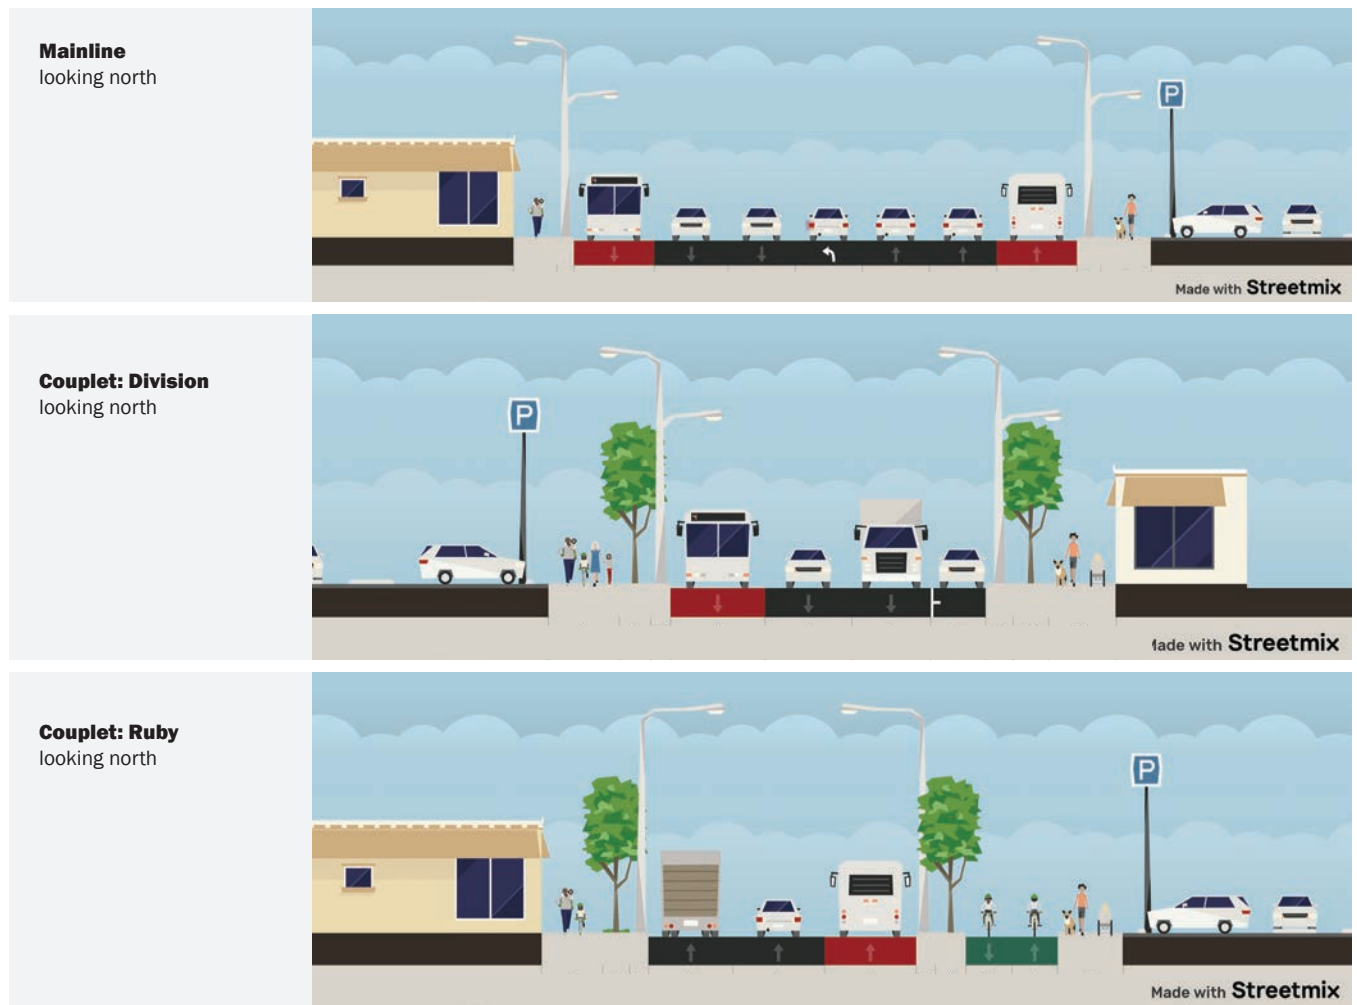 Mainline
looking north
P
Made with Streetmix
Couplet: Division
looking north
P
Made with Streetmix
Couplet: Ruby
looking north
P
Made with Streetmix